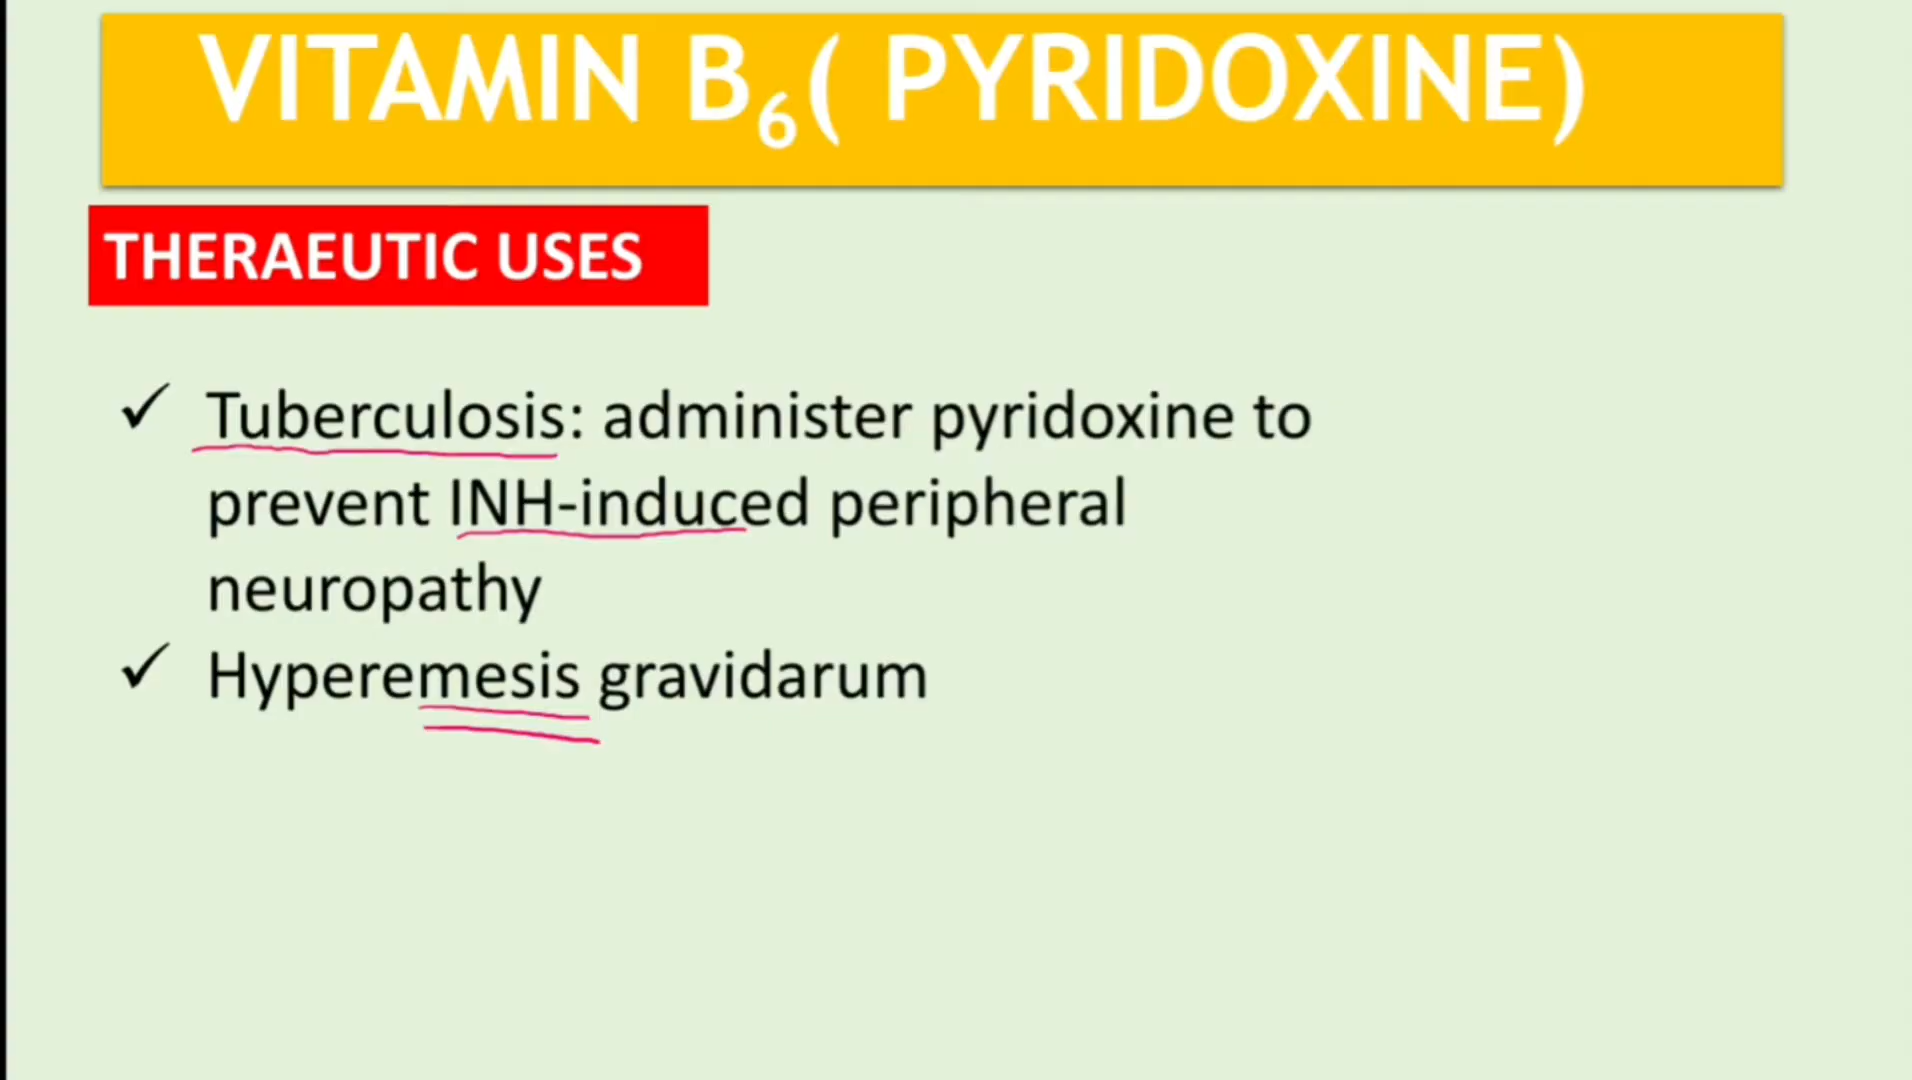 VITAMIN B₆( PYRIDOXINE)
THERAEUTIC USES
✓ Tuberculosis: administer pyridoxine to
prevent INH-induced peripheral
neuropathy
✓ Hyperemesis gravidarum